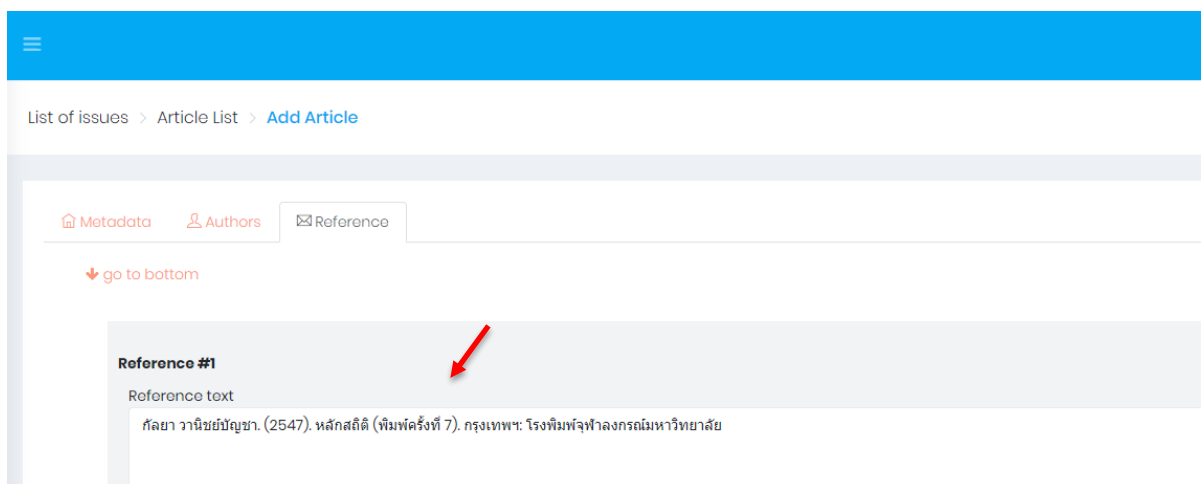 List of issues > Article List > Add Article
Metadata Authors Reference
go to bottom
Reference #1
Reference text
กัลยา วานิชย์บัญชา. (2547). หลักสถิติ (พิมพ์ครั้งที่ 7). กรุงเทพฯ: โรงพิมพ์จุฬาลงกรณ์มหาวิทยาลัย